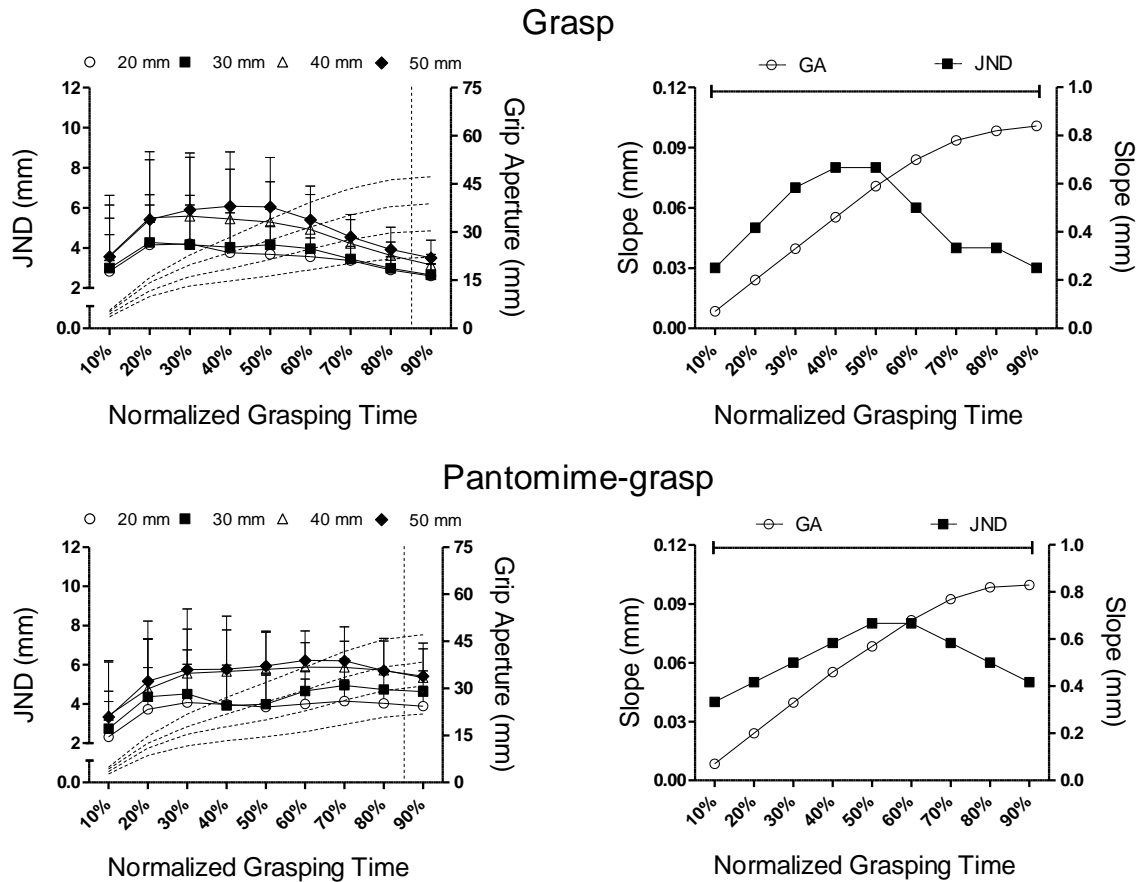 Grasp
20 mm 30 mm 40 mm 50 mm
12
10
8
6
4
2
0.0
JND (mm)
75
60
45
30
15
0
Grip Aperture (mm)
10% 20% 30% 40% 50% 60% 70% 80% 90%
Normalized Grasping Time
GA JND
0.12
0.09
0.06
0.03
0.00
Slope (mm)
1.0
0.8
0.6
0.4
0.2
0.0
Slope (mm)
10% 20% 30% 40% 50% 60% 70% 80% 90%
Normalized Grasping Time
Pantomime-grasp
20 mm 30 mm 40 mm 50 mm
12
10
8
6
4
2
0.0
JND (mm)
75
60
45
30
15
0
Grip Aperture (mm)
10% 20% 30% 40% 50% 60% 70% 80% 90%
Normalized Grasping Time
GA JND
0.12
0.09
0.06
0.03
0.00
Slope (mm)
1.0
0.8
0.6
0.4
0.2
0.0
Slope (mm)
10% 20% 30% 40% 50% 60% 70% 80% 90%
Normalized Grasping Time